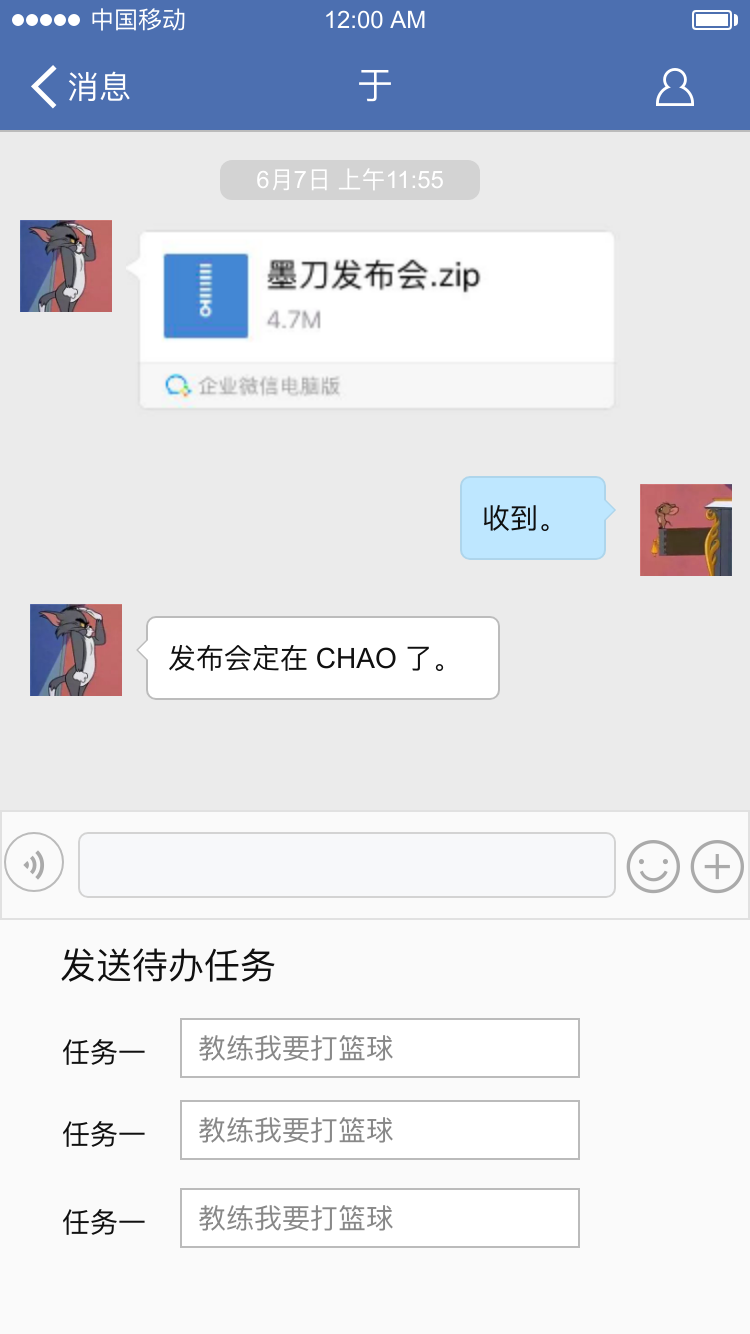 中国移动 12:00 AM
消息 于
6月7日 上午11:55
墨刀发布会.zip
4.7M
企业微信电脑版
收到。
发布会定在 CHAO 了。
发送待办任务
任务一 教练我要打篮球
任务一 教练我要打篮球
任务一 教练我要打篮球